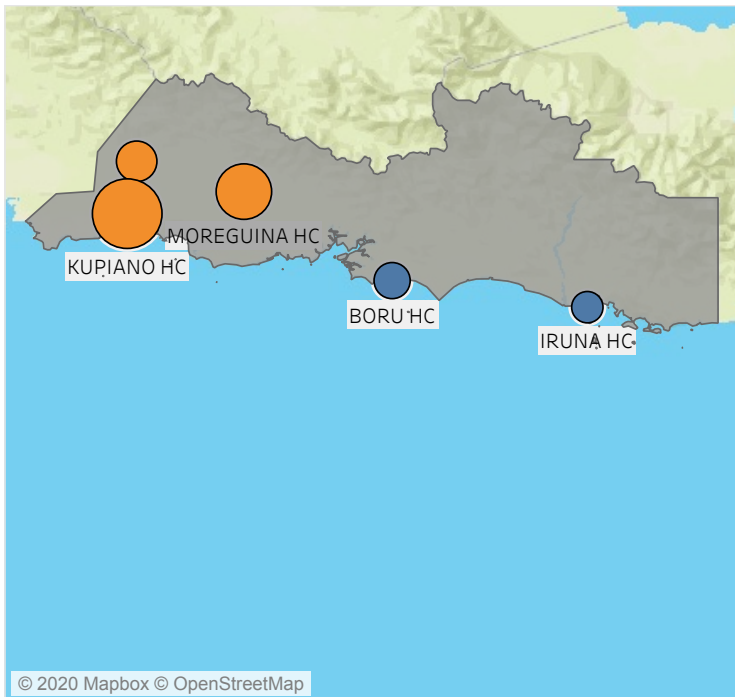 MOREGUINA HC
KUPIANO HC
BORU HC
IRUNA HC
© 2020 Mapbox © OpenStreetMap